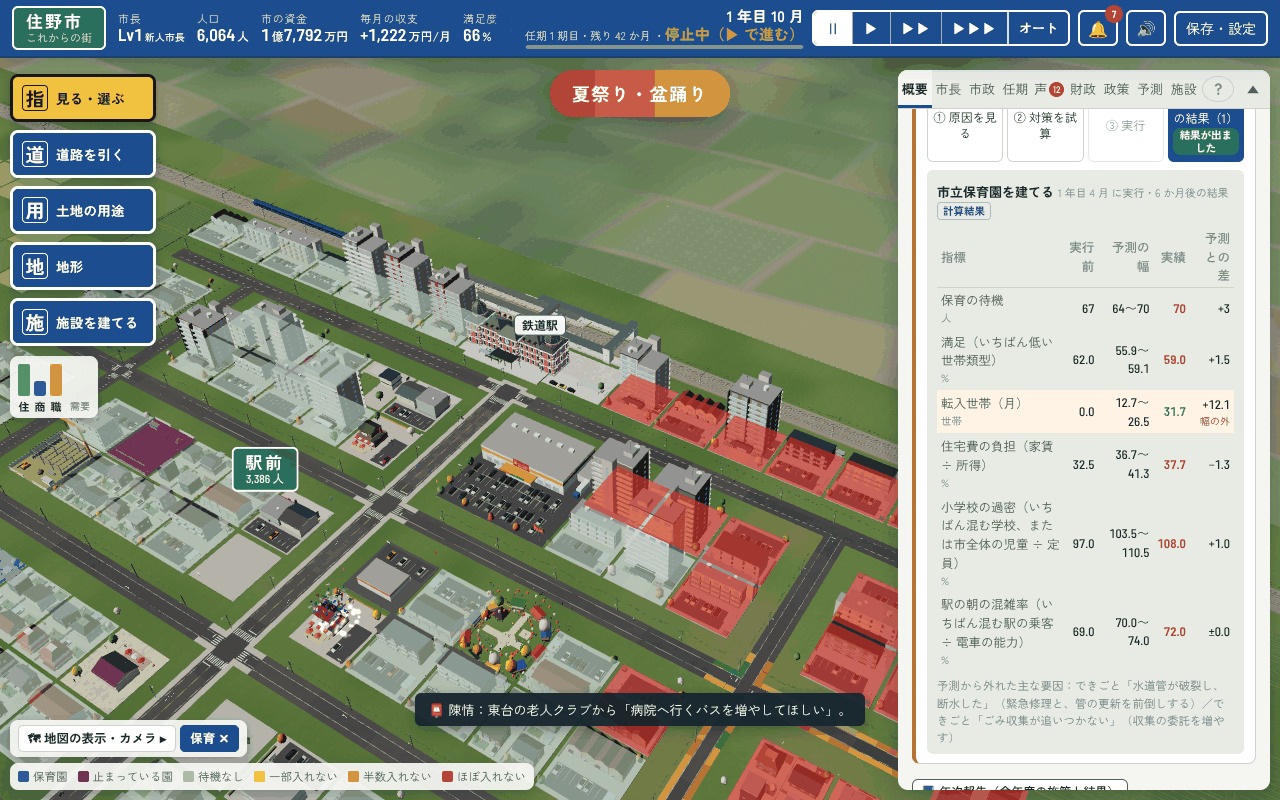 住野市
これからの街
市長
Lv1 新人市長
人口
6,064人
市の資金
1億7,792万円
毎月の収支
+1,222万円/月
満足度
66%
1年目10月
任期1期目・残り42か月・停止中（▶で進む）
オート
7
保存・設定
指 見る・選ぶ
道 道路を引く
用 土地の用途
地 地形
施 施設を建てる
住 商 職 需要
夏祭り・盆踊り
鉄道駅
駅前
3,386人
概要 市長 市政 任期 声 12 財政 政策 予測 施設 ?
① 原因を見る
② 対策を試算
③ 実行
の結果（1）
結果が出ました
市立保育園を建てる 1年目4月に実行・6か月後の結果
計算結果
指標 実行前 予測の幅 実績 予測との差
保育の待機 人 67 64〜70 70 +3
満足（いちばん低い世帯類型） % 62.0 55.9〜59.1 59.0 +1.5
転入世帯（月） 世帯 0.0 12.7〜26.5 31.7 +12.1 幅の外
住宅費の負担（家賃÷所得） % 32.5 36.7〜41.3 37.7 −1.3
小学校の過密（いちばん混む学校、または市全体の児童÷定員） % 97.0 103.5〜110.5 108.0 +1.0
駅の朝の混雑率（いちばん混む駅の乗客÷電車の能力） % 69.0 70.0〜74.0 72.0 ±0.0
予測から外れた主な要因：できごと「水道管が破裂し、断水した」（緊急修理と、管の更新を前倒しする）／できごと「ごみ収集が追いつかない」（収集の委託を増やす）
陳情：東台の老人クラブから「病院へ行くバスを増やしてほしい」。
地図の表示・カメラ ▸
保育 ✕
保育園 止まっている園 待機なし 一部入れない 半数入れない ほぼ入れない